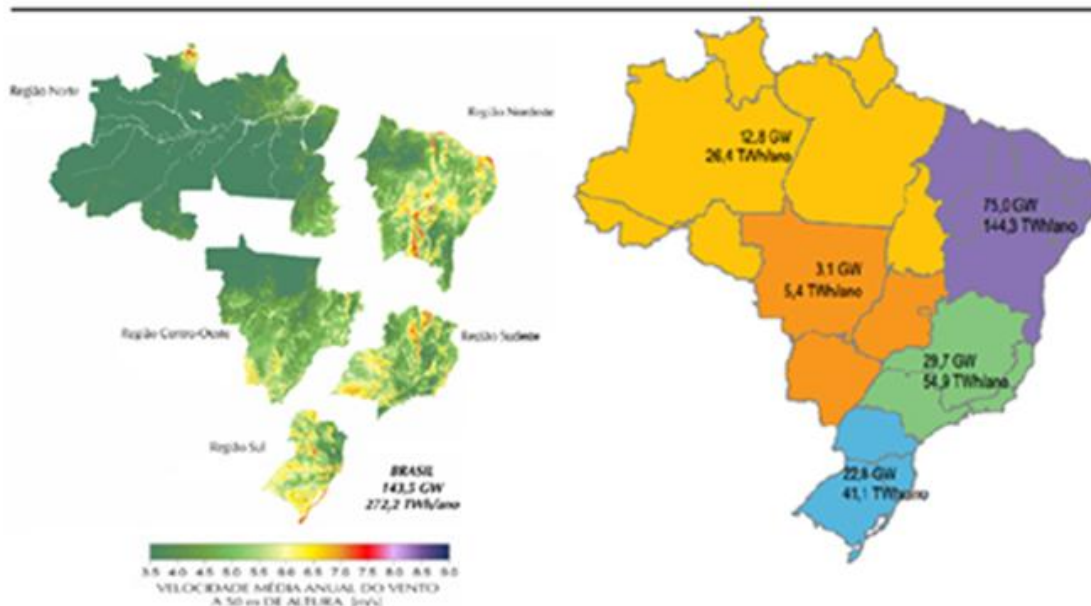 Região Norte
Região Nordeste
Região Centro-Oeste
Região Sudeste
Região Sul
BRASIL
143,5 GW
272,2 TWh/ano
3.5 4.0 4.5 5.0 5.5 6.0 6.5 7.0 7.5 8.0 8.5 9.0
VELOCIDADE MÉDIA ANUAL DO VENTO
A 50 m DE ALTURA [m/s]
12,8 GW
26,4 TWh/ano
75,0 GW
144,3 TWh/ano
3,1 GW
5,4 TWh/ano
29,7 GW
54,9 TWh/ano
22,8 GW
41,1 TWh/ano